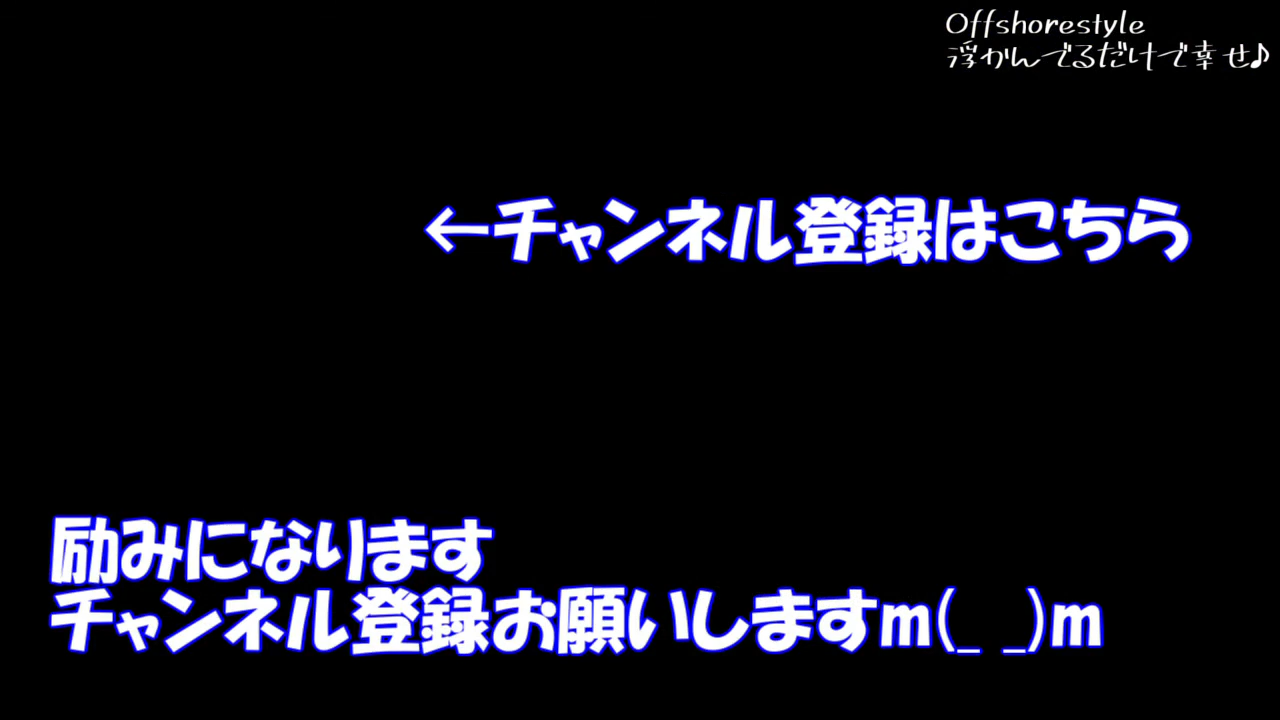 Offshorestyle
浮かんでるだけで幸せ♪
←チャンネル登録はこちら
励みになります
チャンネル登録お願いしますm(_ _)m